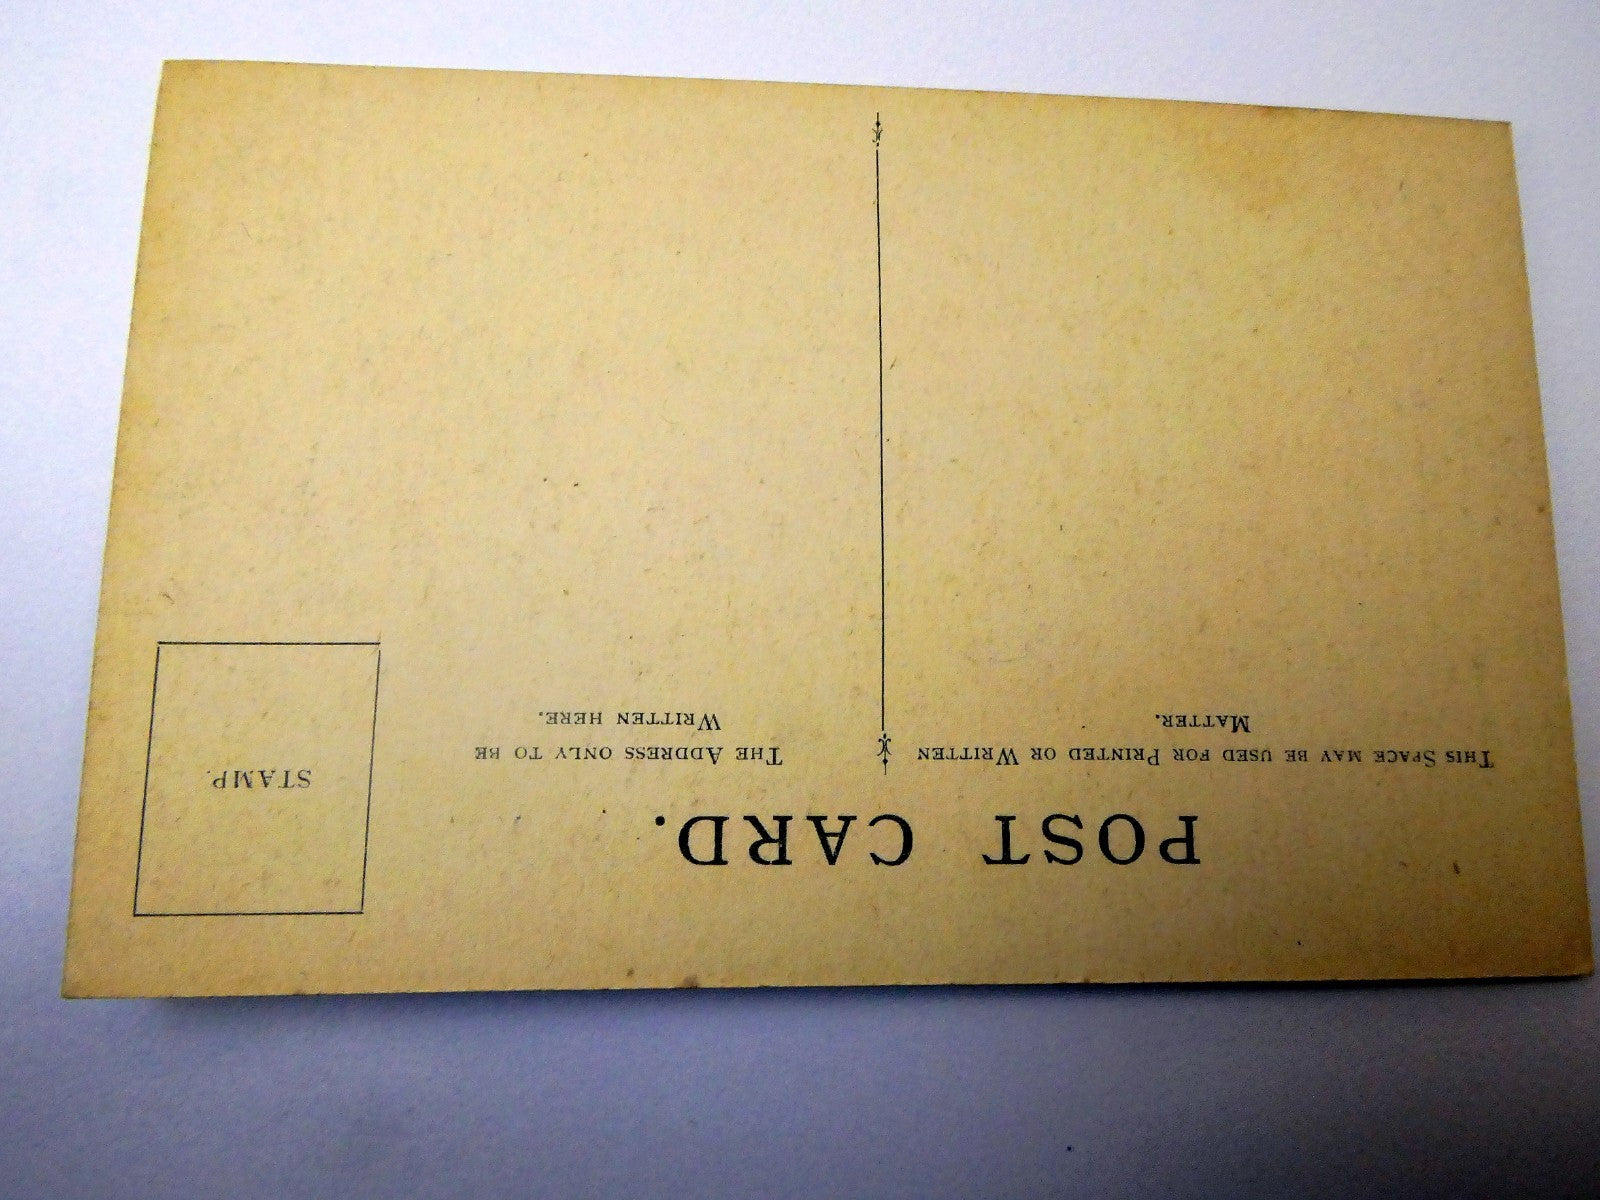 POST CARD.
THIS SPACE MAY BE USED FOR PRINTED OR WRITTEN
MATTER.
THE ADDRESS ONLY TO BE
WRITTEN HERE.
STAMP.